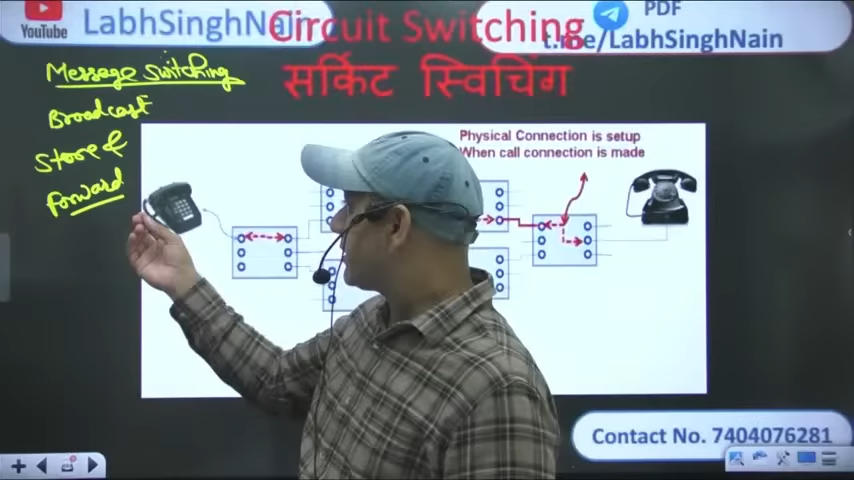 YouTube
LabhSinghNain
Circuit Switching
PDF
t.me/LabhSinghNain
सर्किट स्विचिंग
Message switching
Broadcast
Store &
Forward
Physical Connection is setup
When call connection is made
Contact No. 7404076281